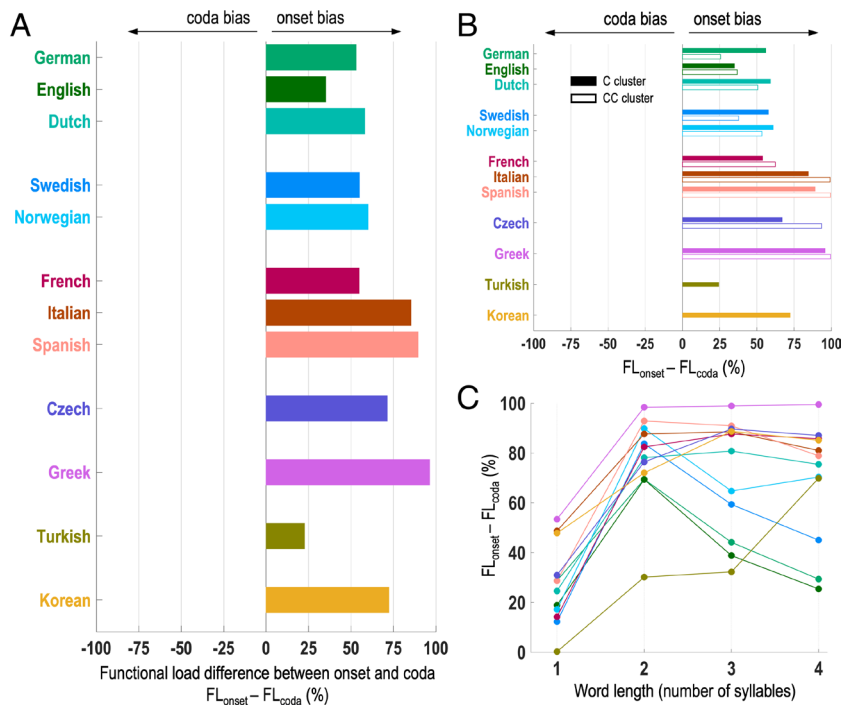 A
coda bias
onset bias
German
English
Dutch
Swedish
Norwegian
French
Italian
Spanish
Czech
Greek
Turkish
Korean
-100 -75 -50 -25 0 25 50 75 100
Functional load difference between onset and coda
FLonset – FLcoda (%)
B
coda bias
onset bias
German
English
Dutch
Swedish
Norwegian
French
Italian
Spanish
Czech
Greek
Turkish
Korean
C cluster
CC cluster
-100 -75 -50 -25 0 25 50 75 100
FLonset – FLcoda (%)
C
FLonset – FLcoda (%)
100
80
60
40
20
0
1 2 3 4
Word length (number of syllables)